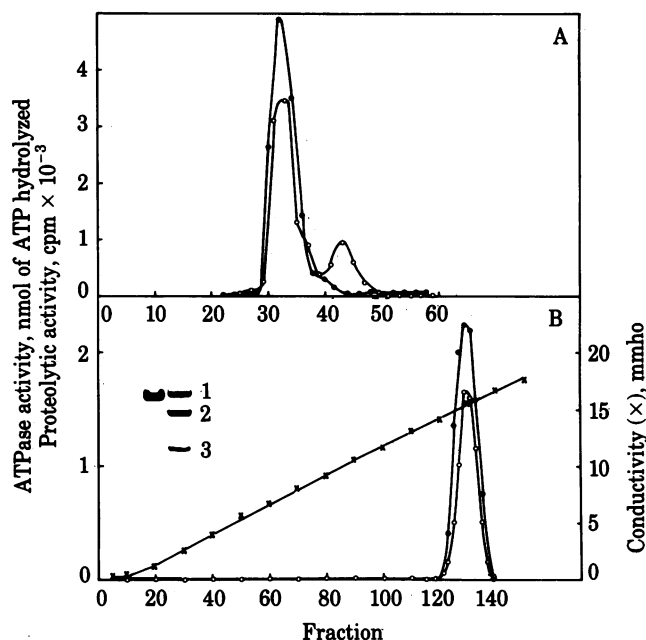 ATPase activity, nmol of ATP hydrolyzed
Proteolytic activity, cpm × 10⁻³
A
4
3
2
1
0
0 10 20 30 40 50 60
B
2
1
0
1
2
3
20
15
10
5
0
Conductivity (×), mmho
0 20 40 60 80 100 120 140
Fraction